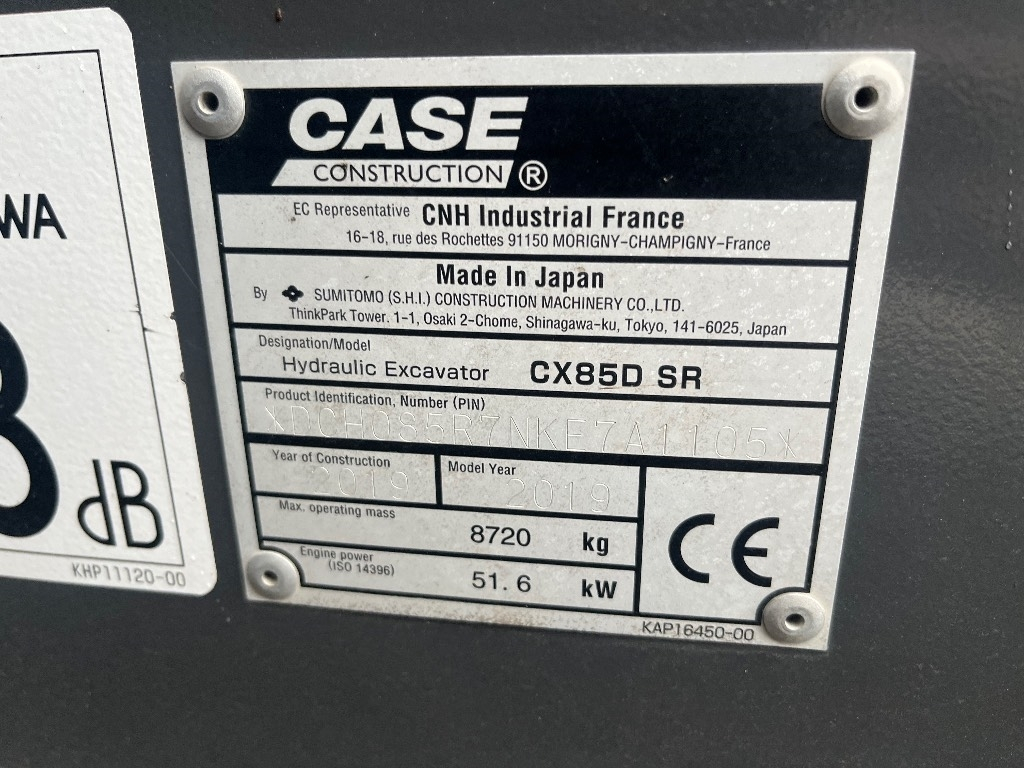 WA
dB
KHP11120-00
CASE
CONSTRUCTION ®
EC Representative CNH Industrial France
16-18, rue des Rochettes 91150 MORIGNY-CHAMPIGNY-France
Made In Japan
By SUMITOMO (S.H.I.) CONSTRUCTION MACHINERY CO.,LTD.
ThinkPark Tower. 1-1, Osaki 2-Chome, Shinagawa-ku, Tokyo, 141-6025, Japan
Designation/Model
Hydraulic Excavator CX85D SR
Product Identification, Number (PIN)
Year of Construction
2019
Model Year
2019
Max. operating mass
8720 kg
Engine power
(ISO 14396)
51.6 kW
CE
KAP16450-00